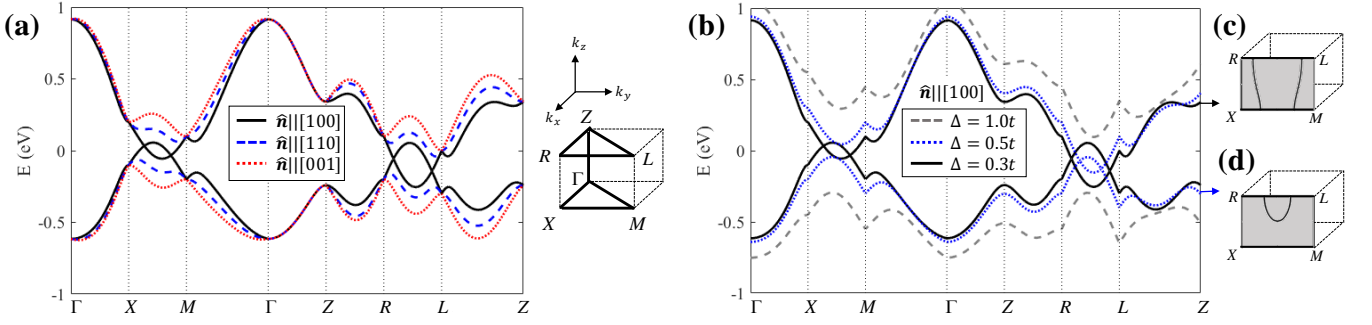 (a)
E (eV)
1
0.5
0
-0.5
-1
n̂||[100]
n̂||[110]
n̂||[001]
Γ X M Γ Z R L Z
k_z
k_y
k_x
Z
R L
Γ
X M
(b)
E (eV)
1
0.5
0
-0.5
-1
n̂||[100]
Δ = 1.0t
Δ = 0.5t
Δ = 0.3t
Γ X M Γ Z R L Z
(c)
R L
X M
(d)
R L
X M